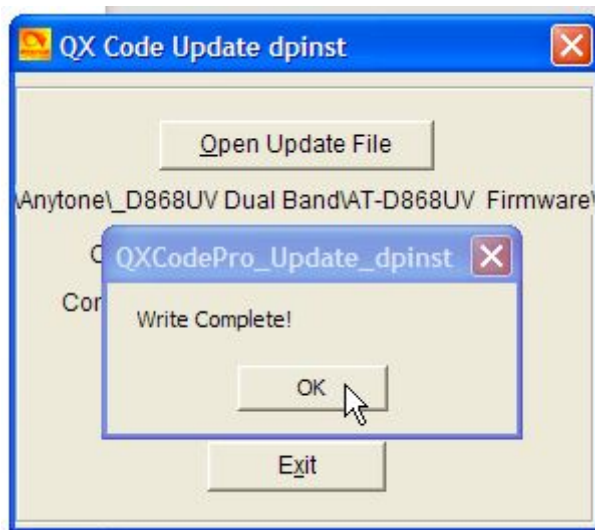 QX Code Update dpinst
Open Update File
\Anytone\_D868UV Dual Band\AT-D868UV Firmware\
QXCodePro_Update_dpinst
Write Complete!
OK
Exit